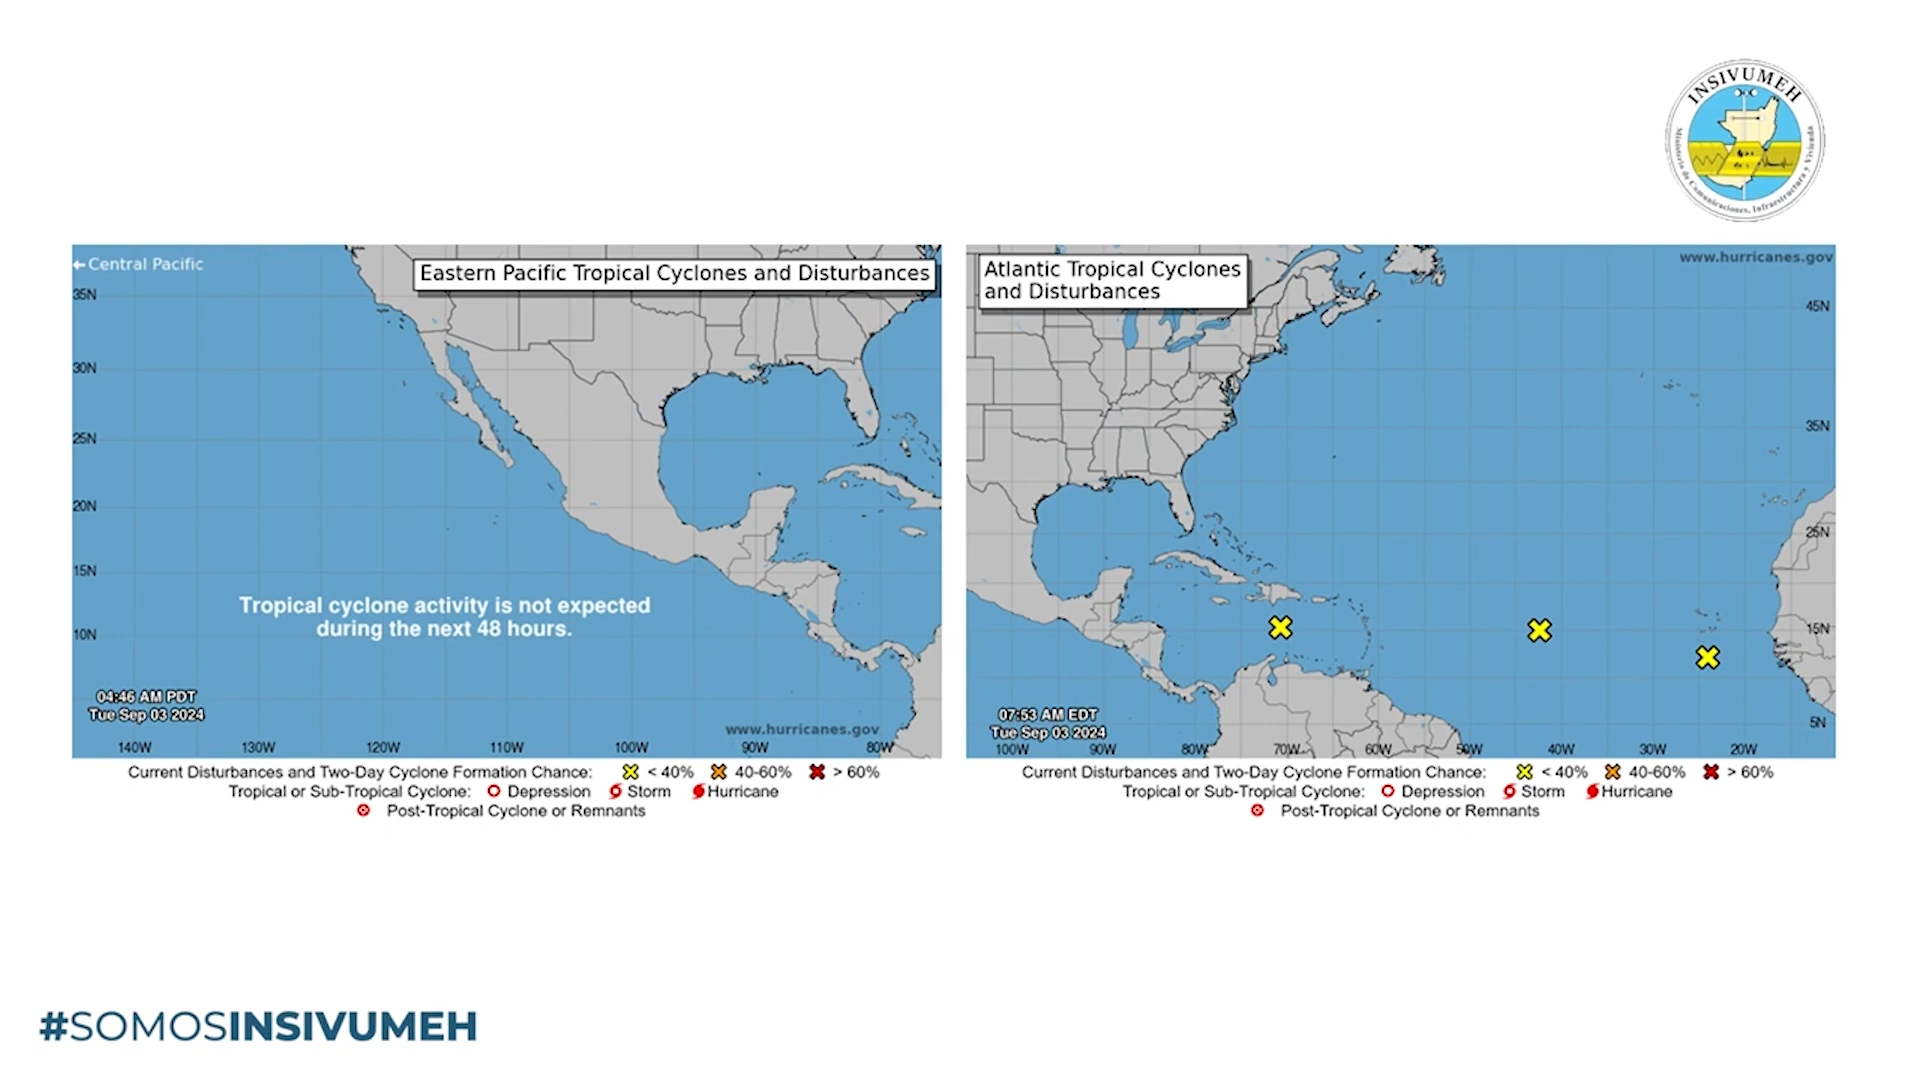 INSIVUMEH
Ministerio de Comunicaciones, Infraestructura y Vivienda
Central Pacific
Eastern Pacific Tropical Cyclones and Disturbances
35N
30N
25N
20N
15N
10N
Tropical cyclone activity is not expected
during the next 48 hours.
04:46 AM PDT
Tue Sep 03 2024
www.hurricanes.gov
140W 130W 120W 110W 100W 90W 80W
Current Disturbances and Two-Day Cyclone Formation Chance: < 40% 40-60% > 60%
Tropical or Sub-Tropical Cyclone: Depression Storm Hurricane
Post-Tropical Cyclone or Remnants
Atlantic Tropical Cyclones
and Disturbances
www.hurricanes.gov
45N
35N
25N
15N
5N
07:53 AM EDT
Tue Sep 03 2024
100W 90W 80W 70W 60W 50W 40W 30W 20W
Current Disturbances and Two-Day Cyclone Formation Chance: < 40% 40-60% > 60%
Tropical or Sub-Tropical Cyclone: Depression Storm Hurricane
Post-Tropical Cyclone or Remnants
#SOMOSINSIVUMEH